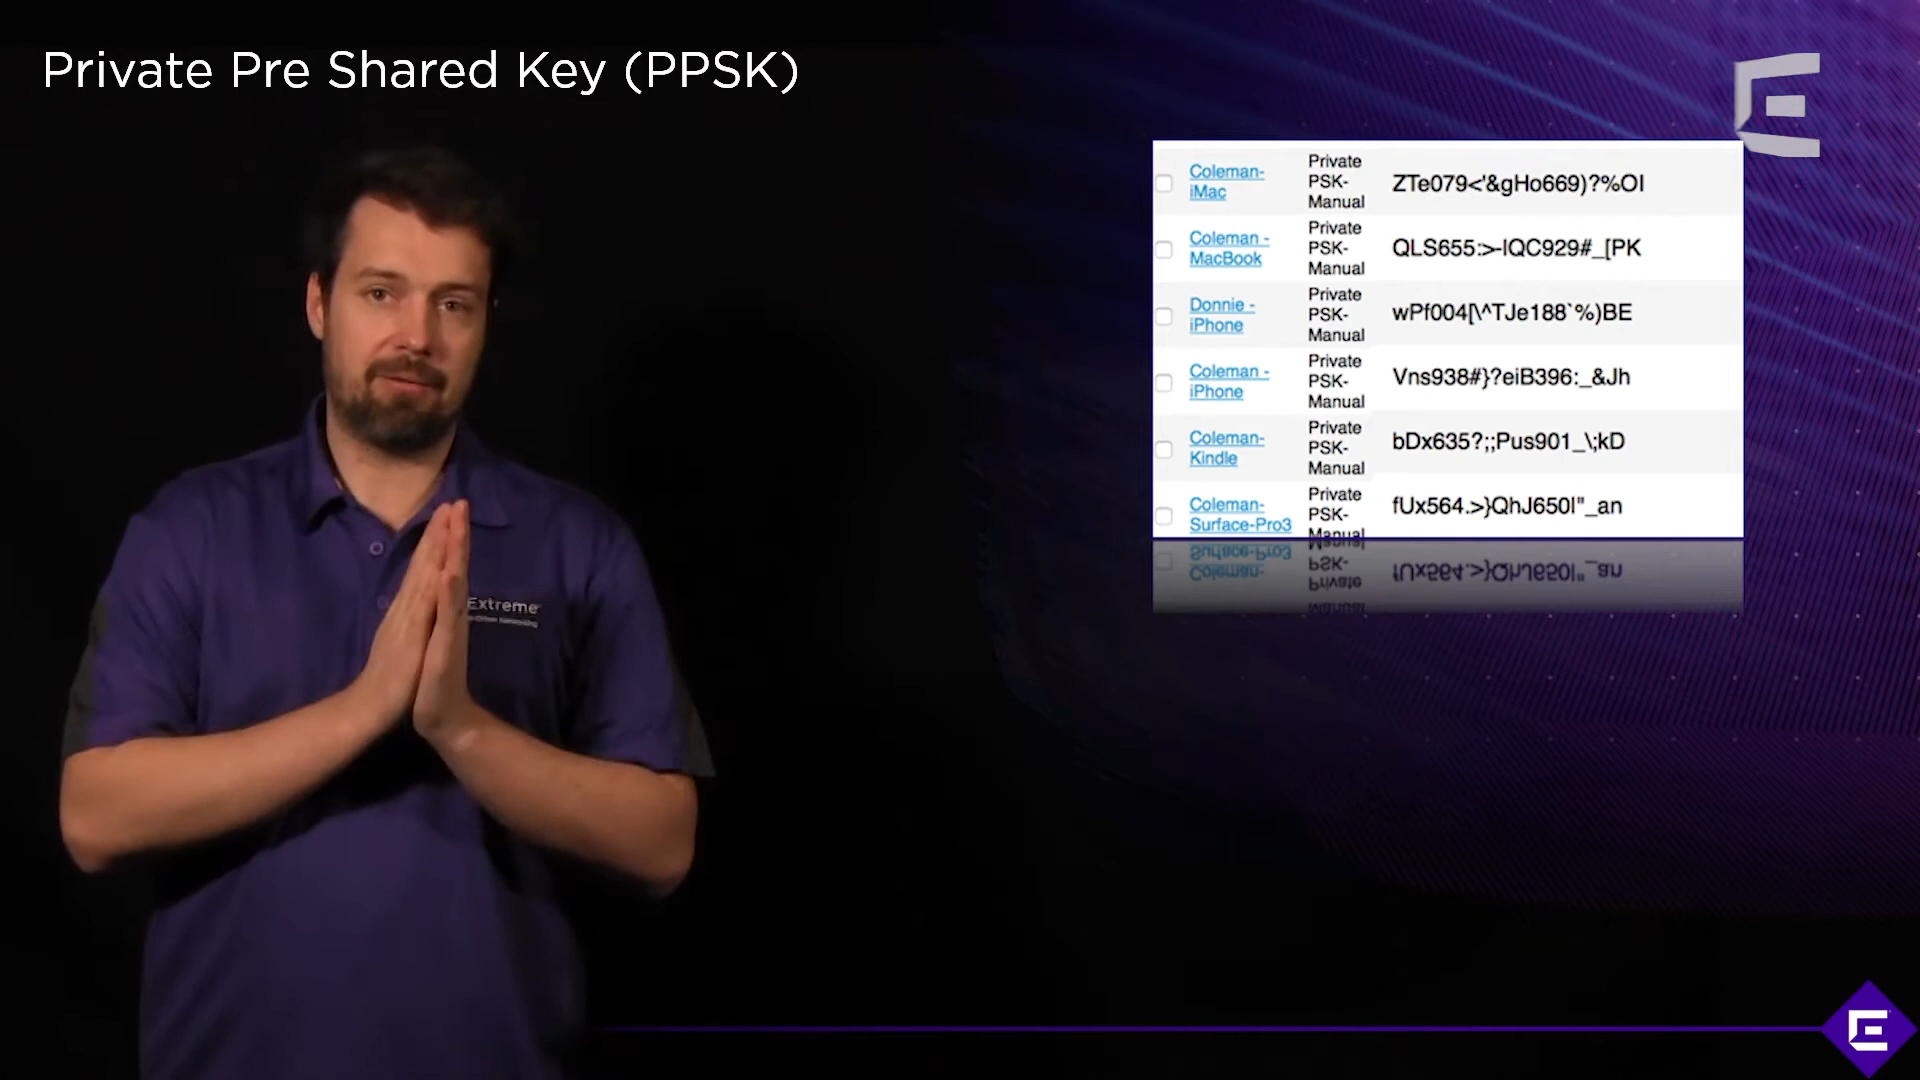 Private Pre Shared Key (PPSK)
Coleman-
iMac
Private
PSK-
Manual
ZTe079<'&gHo669)?%OI
Coleman -
MacBook
Private
PSK-
Manual
QLS655:>-IQC929#_[PK
Donnie -
iPhone
Private
PSK-
Manual
wPf004[\^TJe188`%)BE
Coleman -
iPhone
Private
PSK-
Manual
Vns938#}?eiB396:_&Jh
Coleman-
Kindle
Private
PSK-
Manual
bDx635?;;Pus901_\;kD
Coleman-
Surface-Pro3
Private
PSK-
Manual
fUx564.>}QhJ650I"_an
Extreme